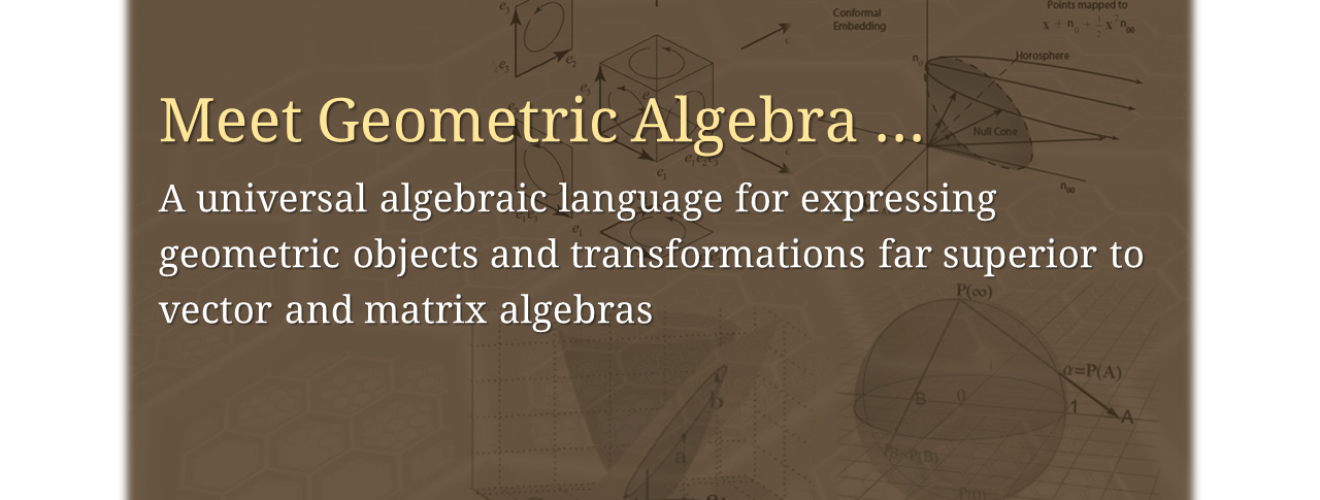 Conformal
Embedding
Points mapped to
Horosphere
Null Cone
Meet Geometric Algebra ...
A universal algebraic language for expressing
geometric objects and transformations far superior to
vector and matrix algebras
P(∞)
α=P(A)
B
0
1
A
b
a